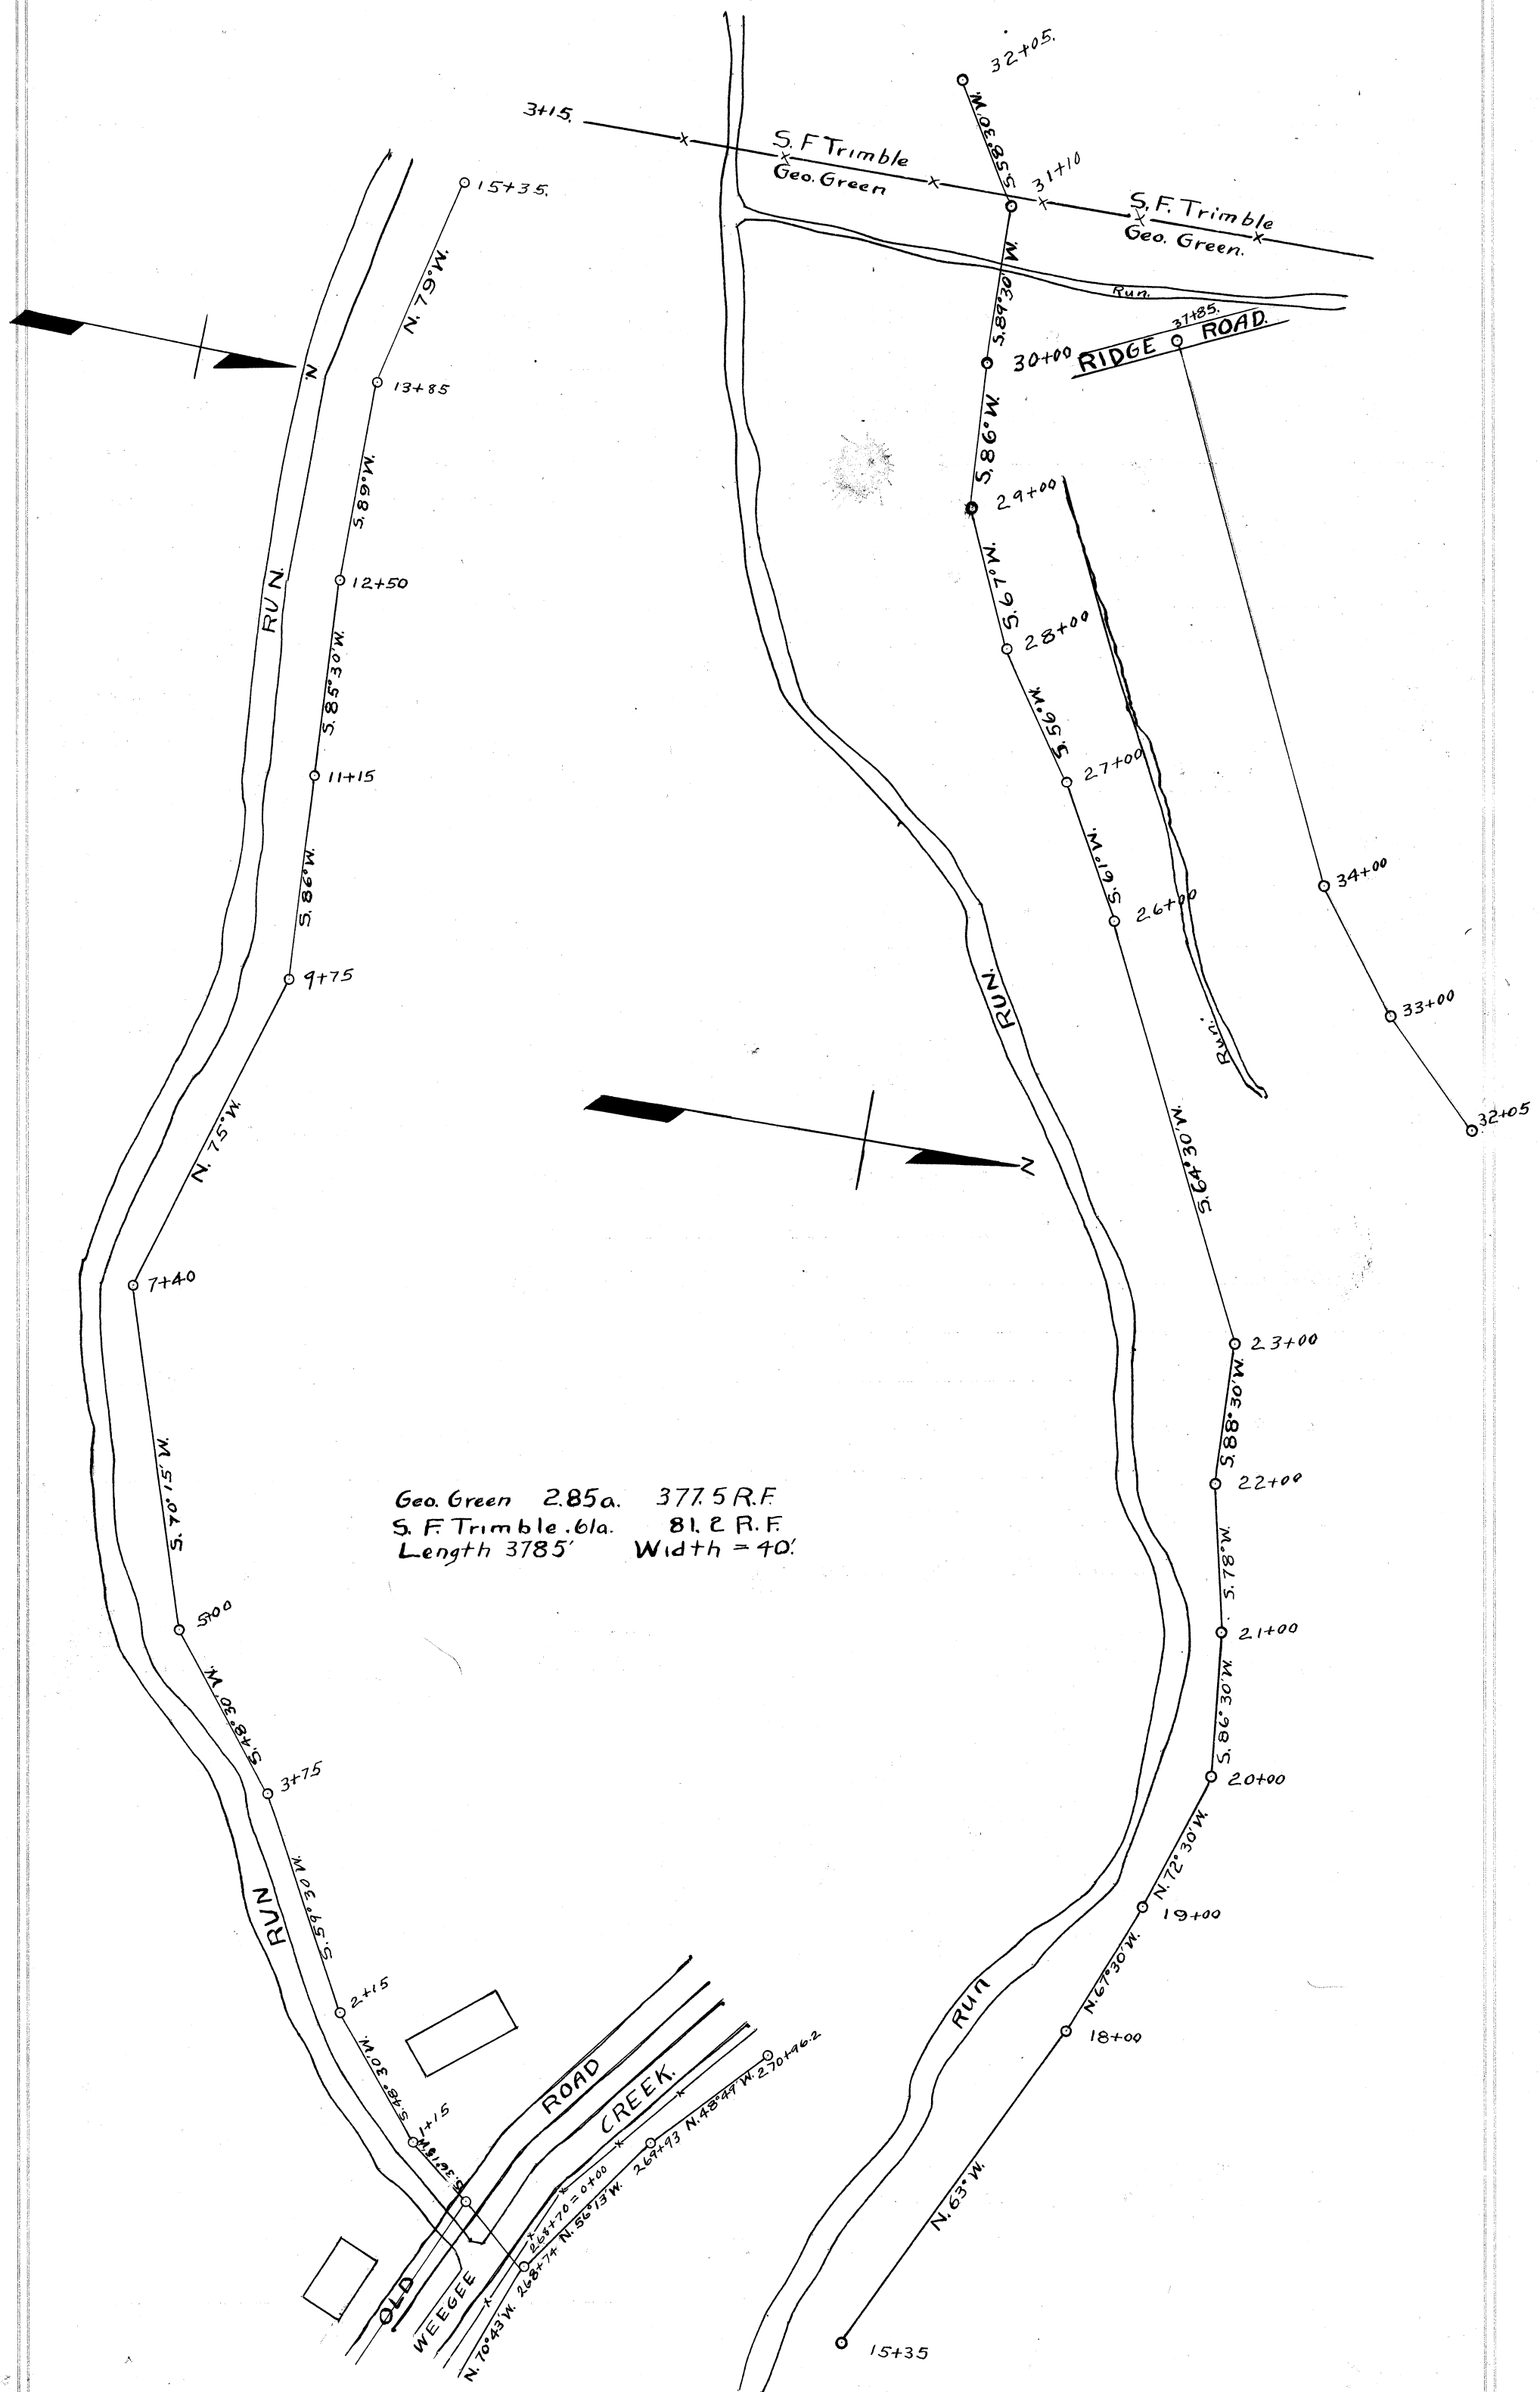 32+05.
S.58°30'W.
3+15.
S. F Trimble
Geo. Green
31+10
S. F. Trimble
Geo. Green.
15+35.
N. 79°W.
S.89°30' W.
Run.
37+85.
RIDGE ROAD.
30+00
N
13+85
S.86°W.
S.89°W.
29+00
S.67°W.
RUN.
12+50
28+00
S.85°30'W.
S.56°W.
27+00
11+15
S.61°W.
S.86°W.
34+00
26+00
9+75
RUN.
33+00
Run.
32+05
N. 75°W.
S.64°30'W.
N
7+40
23+00
S.88°30'W.
S. 70°15' W.
22+00
Geo. Green 2.85a. 377.5 R.F.
S. F. Trimble .61a. 81.2 R.F.
Length 3785' Width = 40'.
S.78°W.
5+00
21+00
S.48°30' W.
S.86°30'W.
3+75
20+00
N.72°30'W.
S.59°30'W.
RUN
19+00
N.67°30'W.
2+15
Run
18+00
S.48°30'W.
ROAD
CREEK.
270+96.2
N.48°49'W.
1+15
S.36°15'W.
269+93
N.56°13'W.
268+70=0+00
268+74
N.63°W.
OLD
WEEGEE
N.70°43'W.
15+35